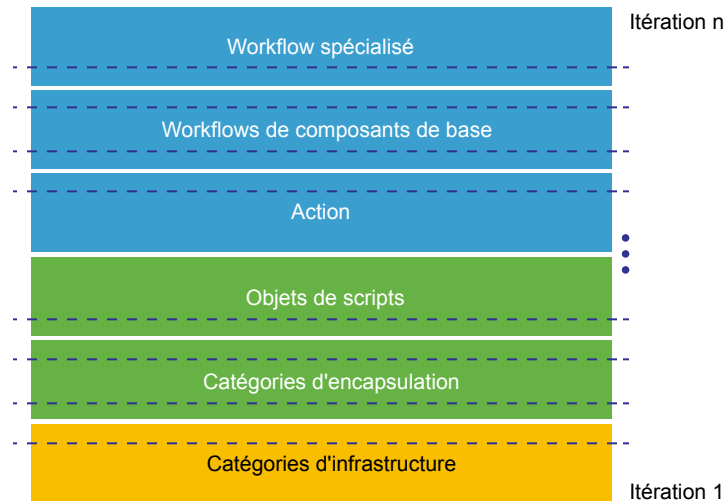 Itération n
Workflow spécialisé
Workflows de composants de base
Action
Objets de scripts
Catégories d'encapsulation
Catégories d'infrastructure
Itération 1